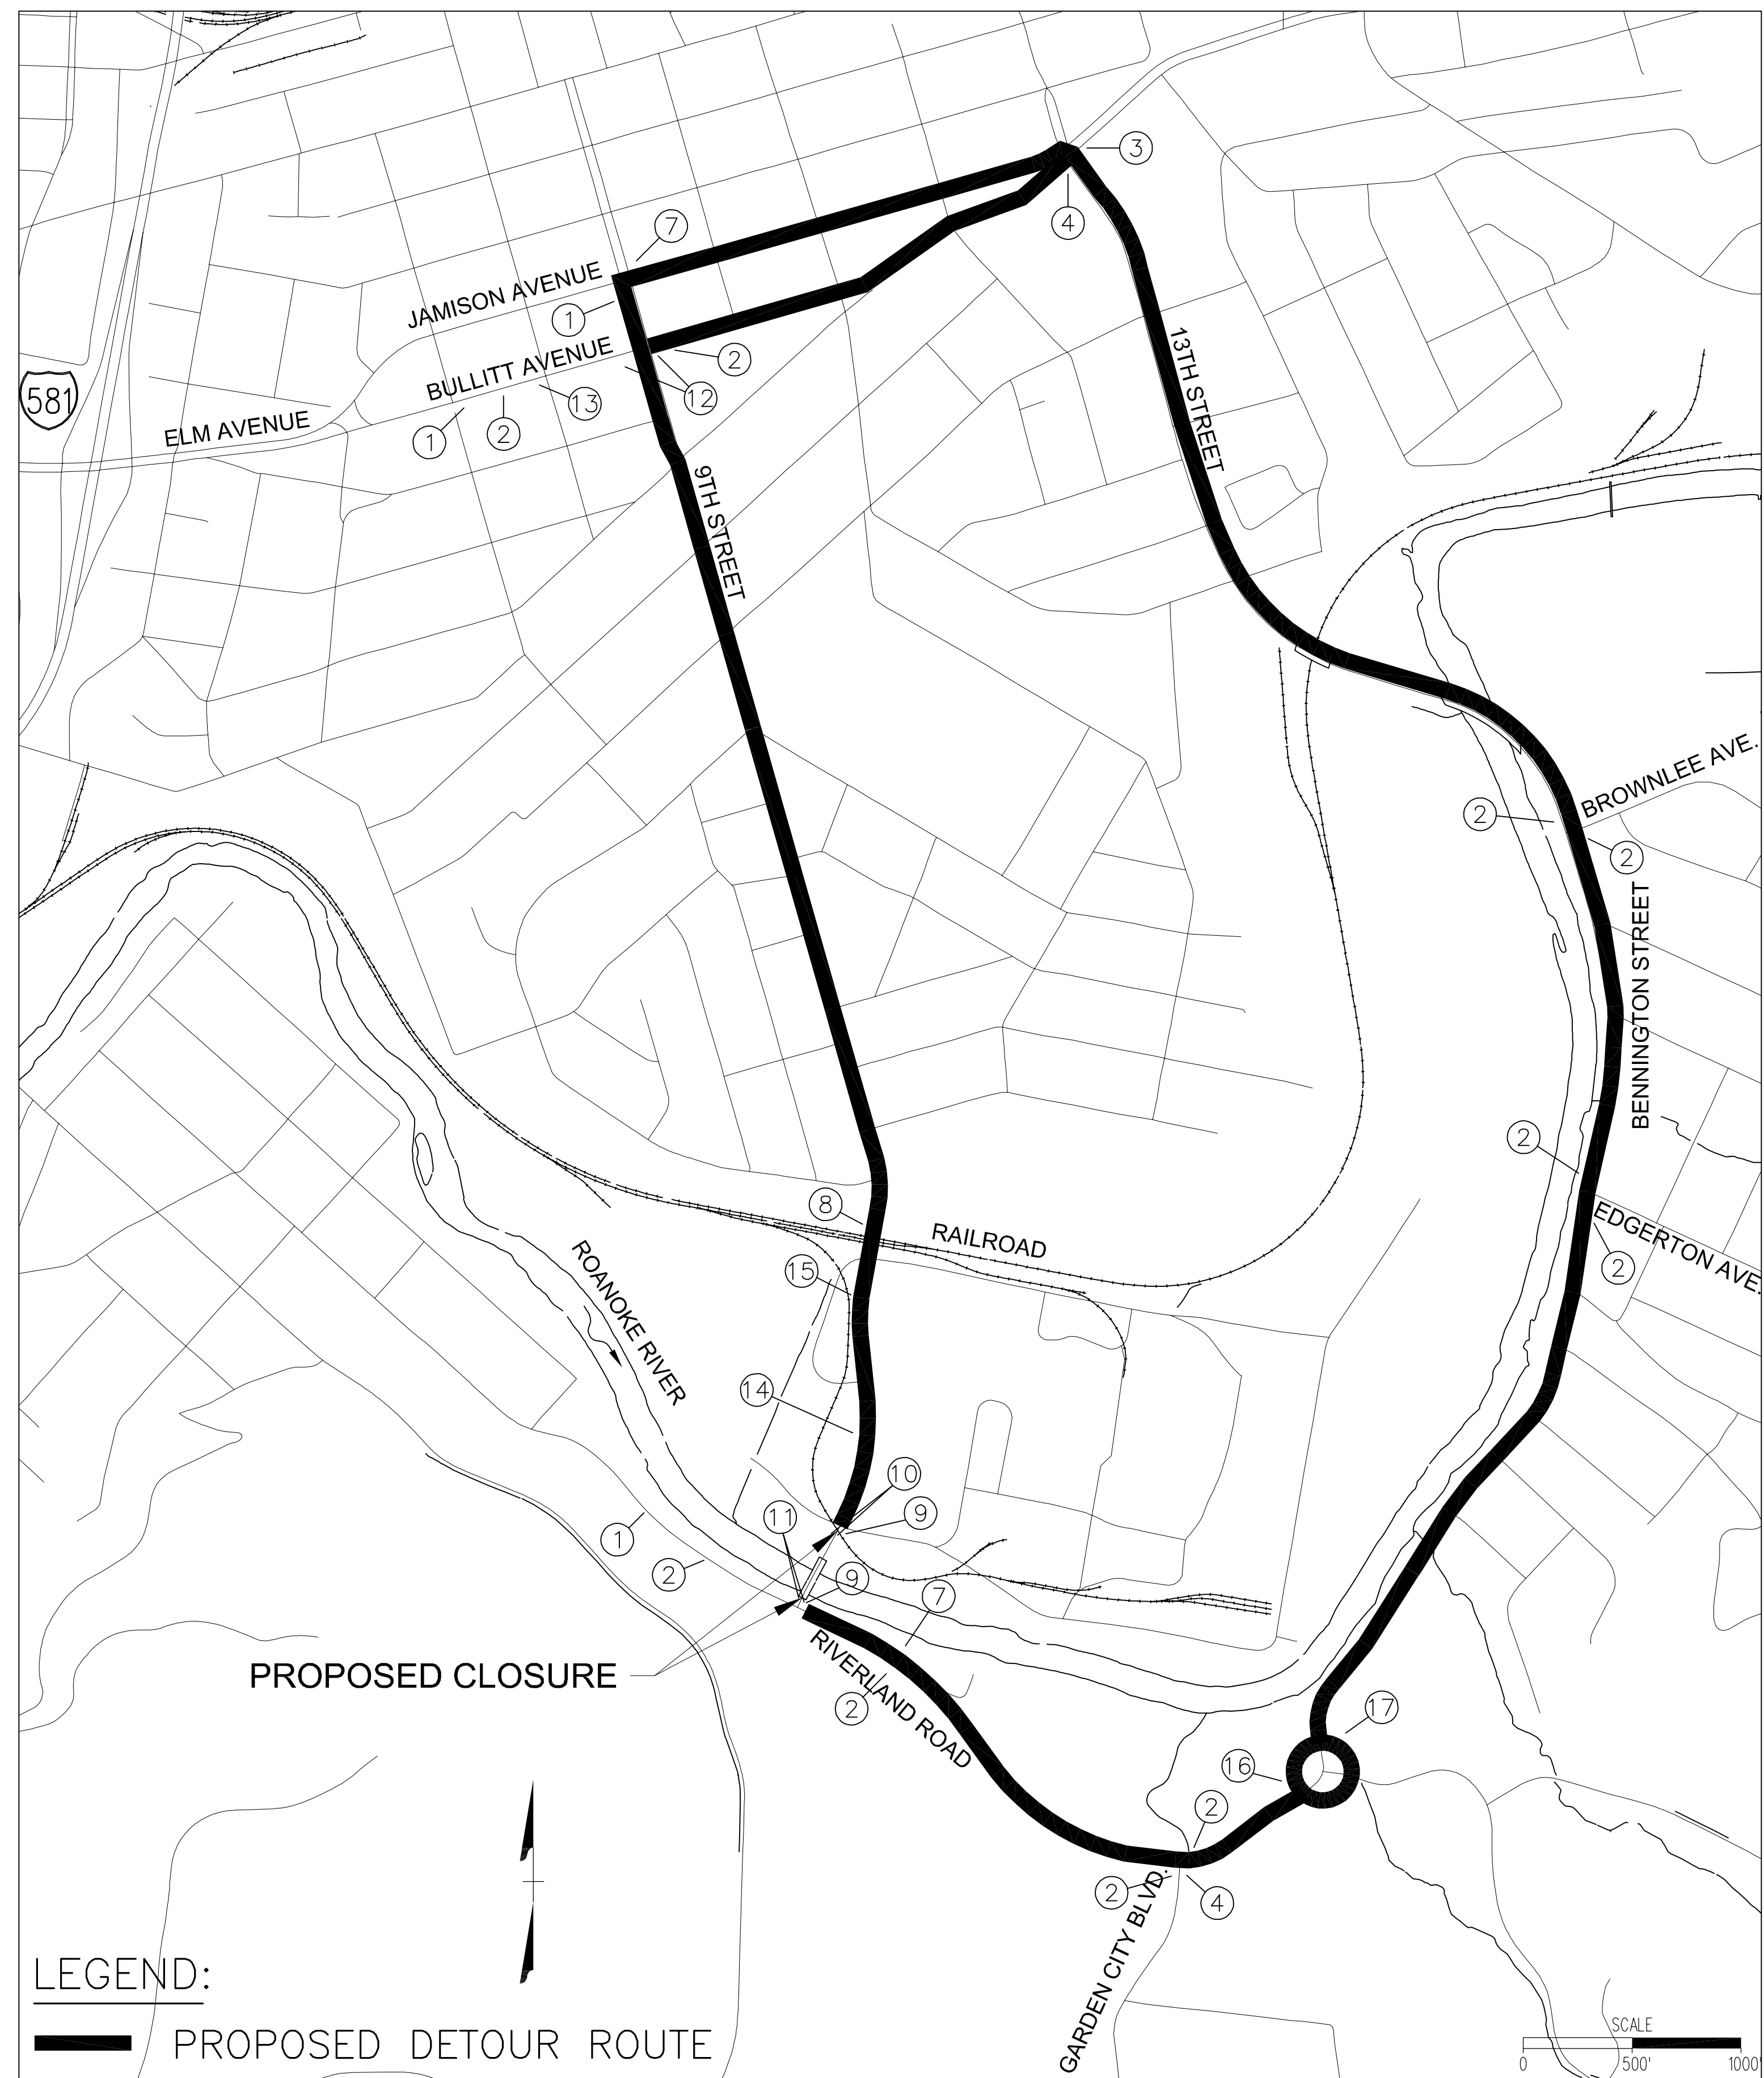 3
4
7
JAMISON AVENUE
1
BULLITT AVENUE
2
12
13
13TH STREET
581
ELM AVENUE
1
2
9TH STREET
BROWNLEE AVE.
2
2
BENNINGTON STREET
2
8
RAILROAD
EDGERTON AVE.
2
15
ROANOKE RIVER
14
10
11
9
1
2
9
7
PROPOSED CLOSURE
RIVERLAND ROAD
2
17
16
2
2
4
GARDEN CITY BLVD.
LEGEND:
PROPOSED DETOUR ROUTE
SCALE
0 500' 1000'